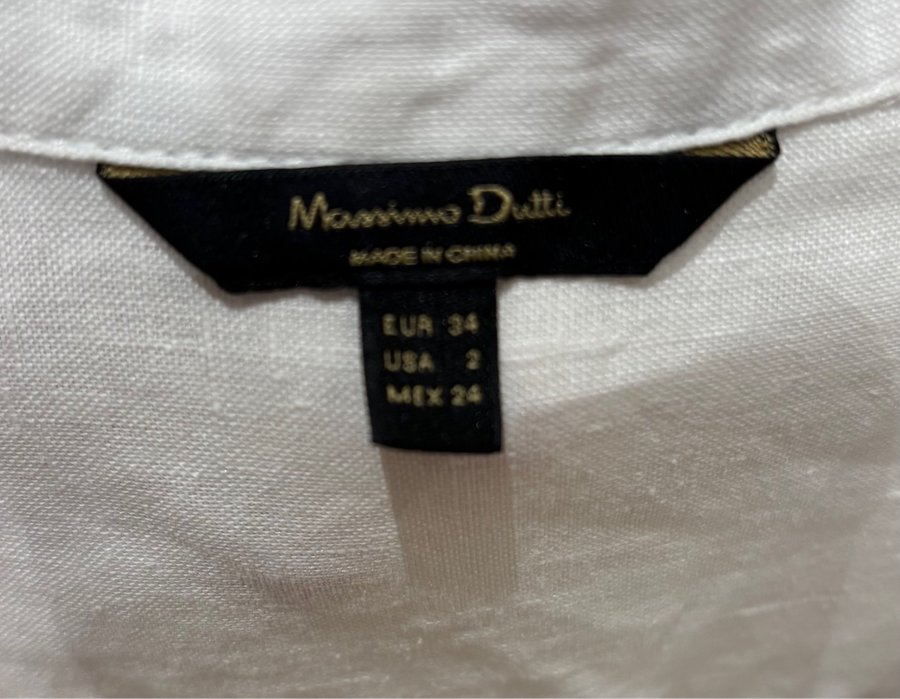 Massimo Dutti
MADE IN CHINA
EUR 34
USA 2
MEX 24